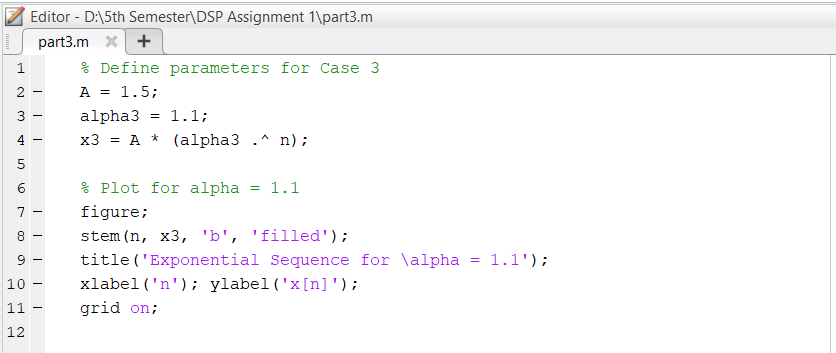 Editor - D:\5th Semester\DSP Assignment 1\part3.m
part3.m
1 % Define parameters for Case 3
2 – A = 1.5;
3 – alpha3 = 1.1;
4 – x3 = A * (alpha3 .^ n);
5
6 % Plot for alpha = 1.1
7 – figure;
8 – stem(n, x3, 'b', 'filled');
9 – title('Exponential Sequence for \alpha = 1.1');
10 – xlabel('n'); ylabel('x[n]');
11 – grid on;
12